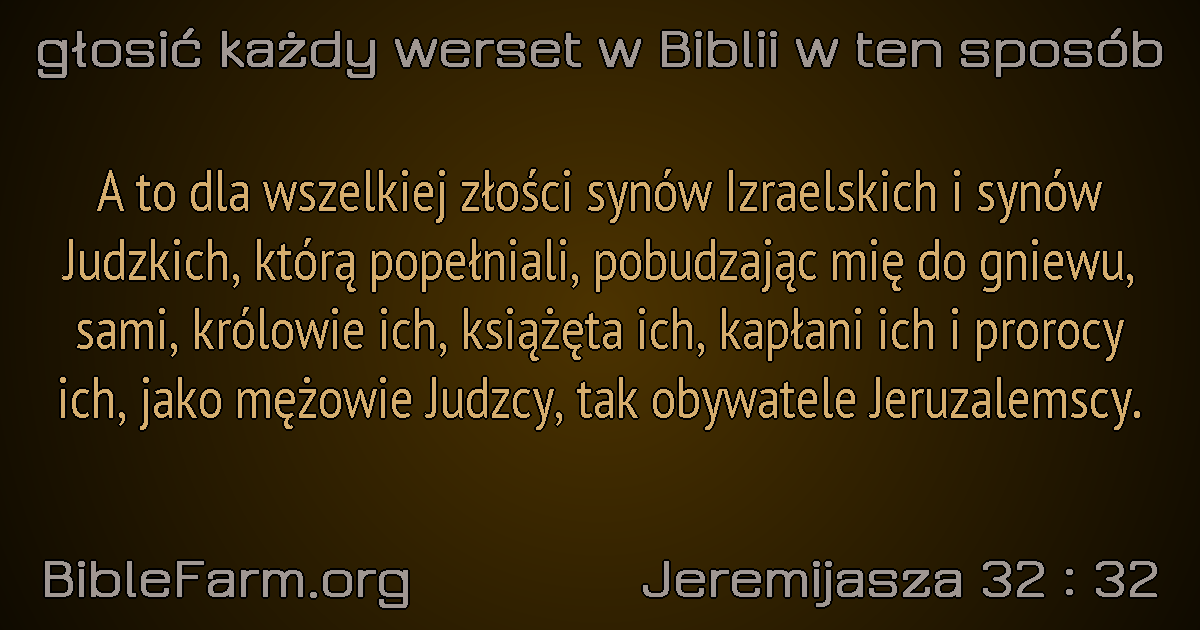 głosić każdy werset w Biblii w ten sposób
A to dla wszelkiej złości synów Izraelskich i synów
Judzkich, którą popełniali, pobudzając mię do gniewu,
sami, królowie ich, książęta ich, kapłani ich i prorocy
ich, jako mężowie Judzcy, tak obywatele Jeruzalemscy.
BibleFarm.org
Jeremijasza 32 : 32